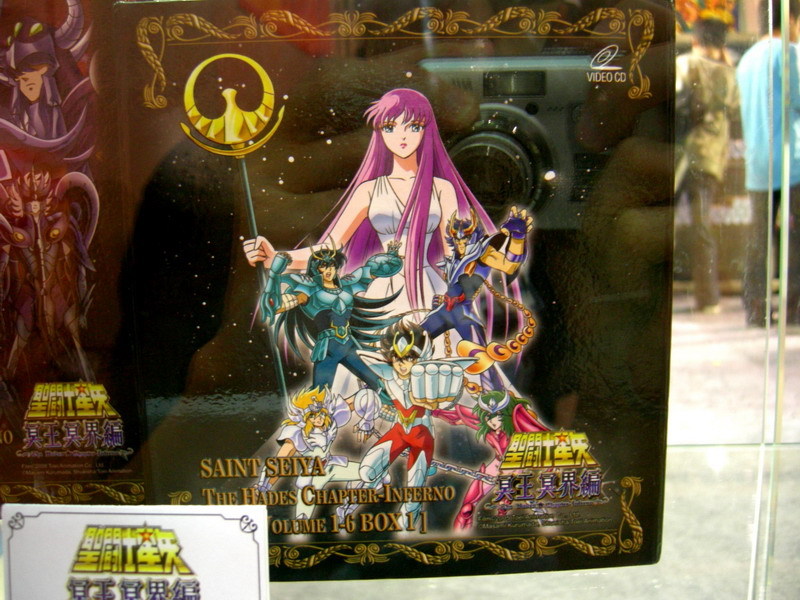 VIDEO CD
聖闘士星矢
冥王冥界編
SAINT SEIYA
THE HADES CHAPTER-INFERNO
VOLUME 1-6 BOX 1]
聖闘士星矢
冥王冥界編
聖闘士星矢
冥王冥界編